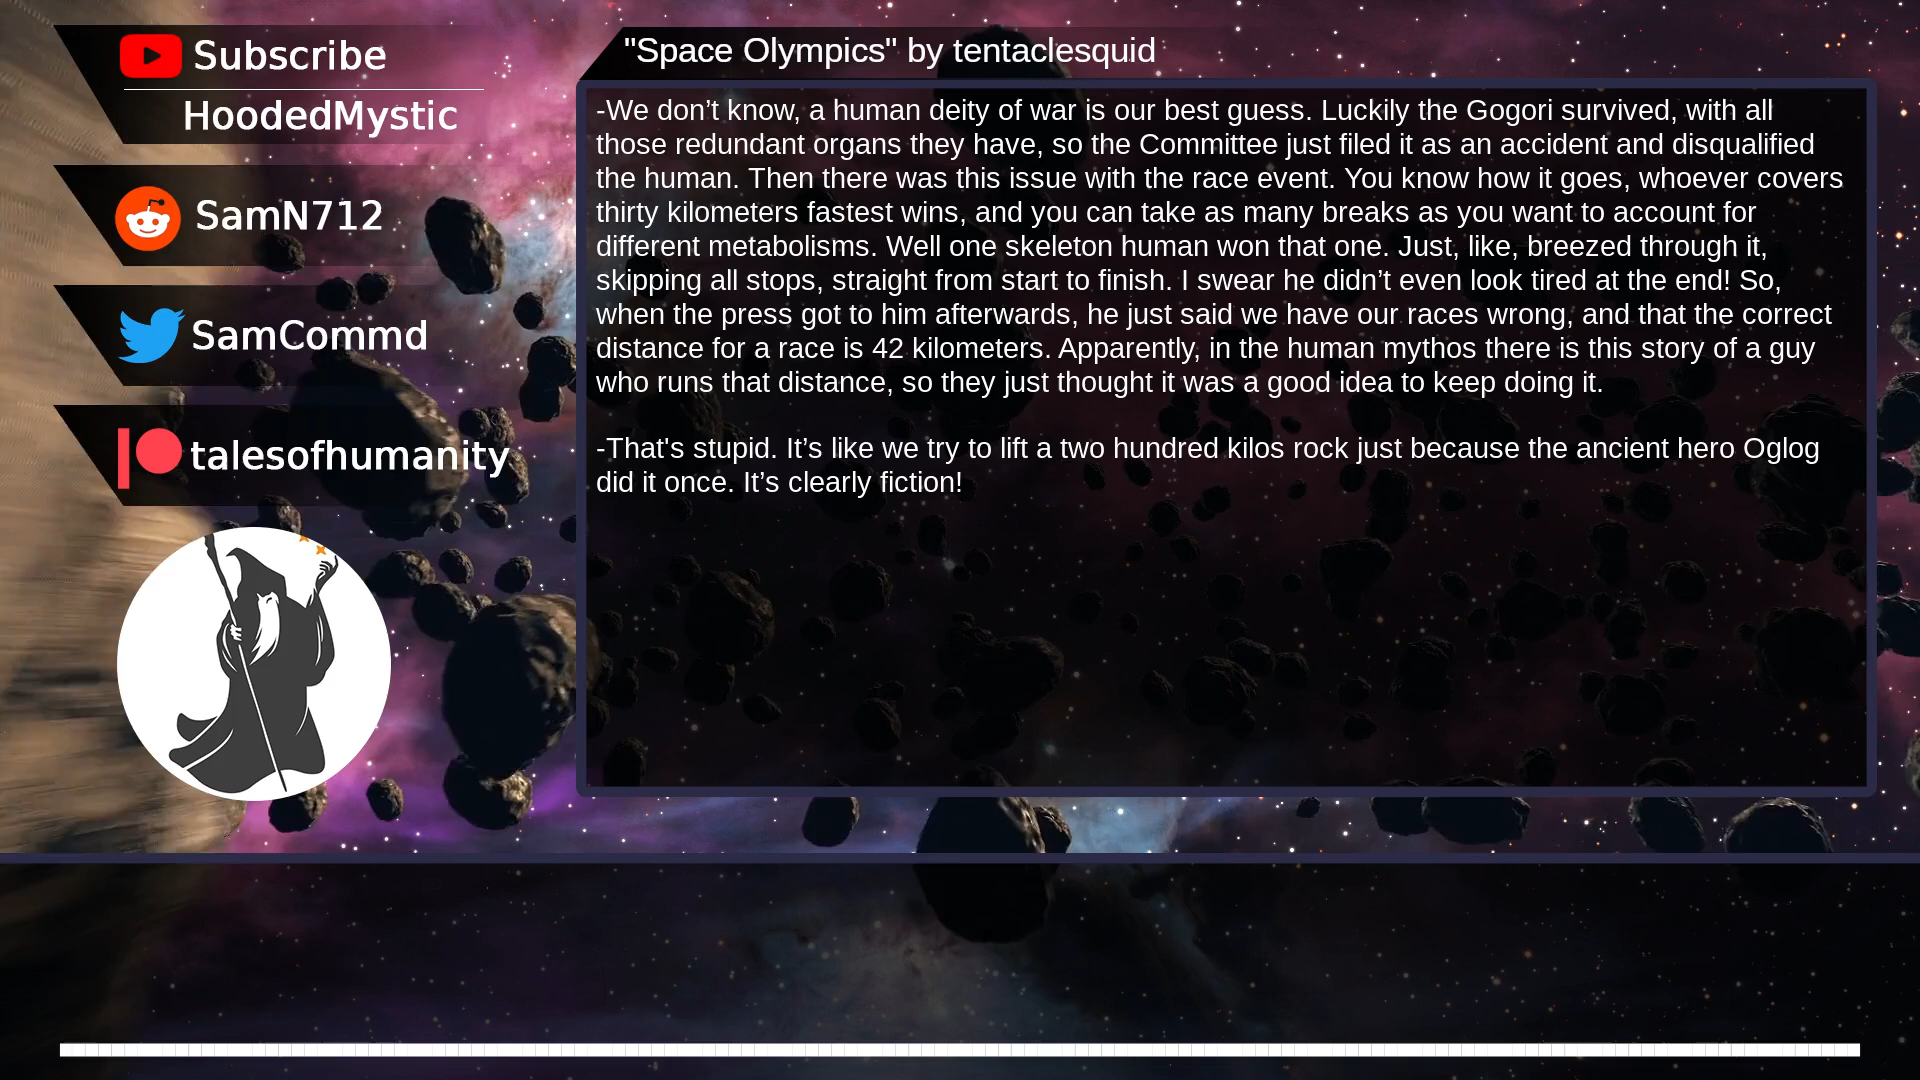 Subscribe
HoodedMystic
SamN712
SamCommd
talesofhumanity
"Space Olympics" by tentaclesquid
-We don’t know, a human deity of war is our best guess. Luckily the Gogori survived, with all
those redundant organs they have, so the Committee just filed it as an accident and disqualified
the human. Then there was this issue with the race event. You know how it goes, whoever covers
thirty kilometers fastest wins, and you can take as many breaks as you want to account for
different metabolisms. Well one skeleton human won that one. Just, like, breezed through it,
skipping all stops, straight from start to finish. I swear he didn’t even look tired at the end! So,
when the press got to him afterwards, he just said we have our races wrong, and that the correct
distance for a race is 42 kilometers. Apparently, in the human mythos there is this story of a guy
who runs that distance, so they just thought it was a good idea to keep doing it.
-That's stupid. It’s like we try to lift a two hundred kilos rock just because the ancient hero Oglog
did it once. It’s clearly fiction!